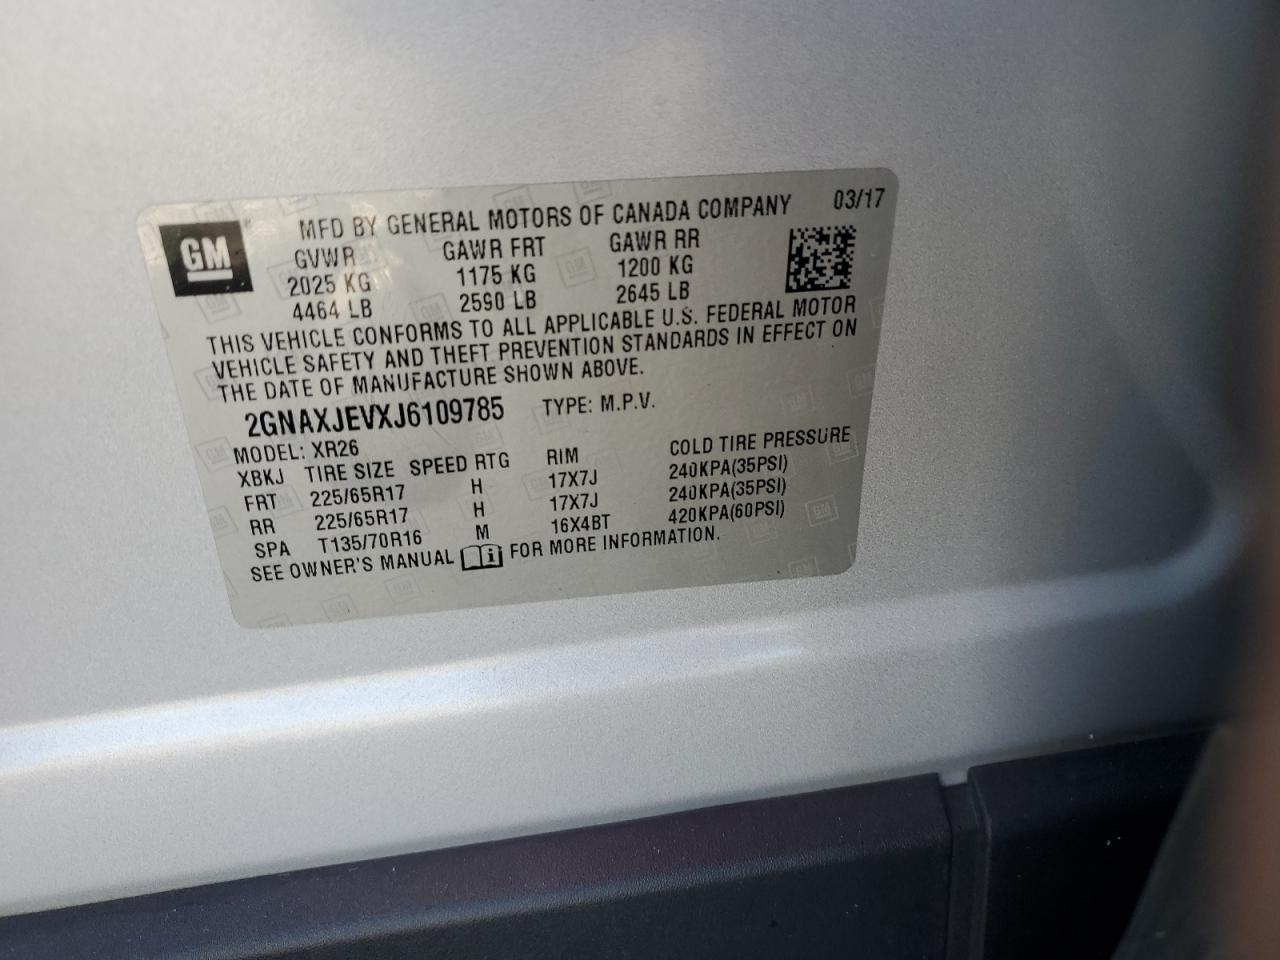 GM
MFD BY GENERAL MOTORS OF CANADA COMPANY 03/17
GVWR GAWR FRT GAWR RR
2025 KG 1175 KG 1200 KG
4464 LB 2590 LB 2645 LB
THIS VEHICLE CONFORMS TO ALL APPLICABLE U.S. FEDERAL MOTOR
VEHICLE SAFETY AND THEFT PREVENTION STANDARDS IN EFFECT ON
THE DATE OF MANUFACTURE SHOWN ABOVE.
2GNAXJEVXJ6109785 TYPE: M.P.V.
MODEL: XR26
XBKJ TIRE SIZE SPEED RTG RIM COLD TIRE PRESSURE
FRT 225/65R17 H 17X7J 240KPA(35PSI)
RR 225/65R17 H 17X7J 240KPA(35PSI)
SPA T135/70R16 M 16X4BT 420KPA(60PSI)
SEE OWNER'S MANUAL FOR MORE INFORMATION.